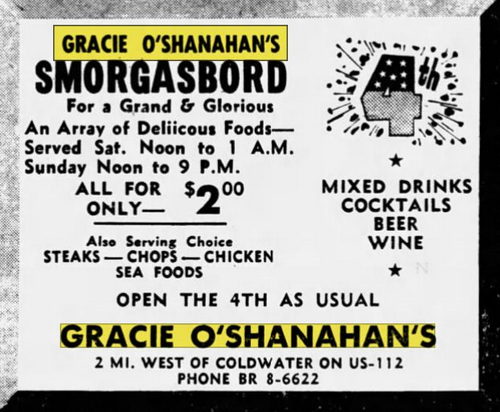 GRACIE O'SHANAHAN'S
SMORGASBORD
For a Grand & Glorious
4th
An Array of Deliicous Foods—
Served Sat. Noon to 1 A.M.
Sunday Noon to 9 P.M.
ALL FOR
ONLY— $2.00
Also Serving Choice
STEAKS — CHOPS — CHICKEN
SEA FOODS
MIXED DRINKS
COCKTAILS
BEER
WINE
OPEN THE 4TH AS USUAL
GRACIE O'SHANAHAN'S
2 MI. WEST OF COLDWATER ON US-112
PHONE BR 8-6622